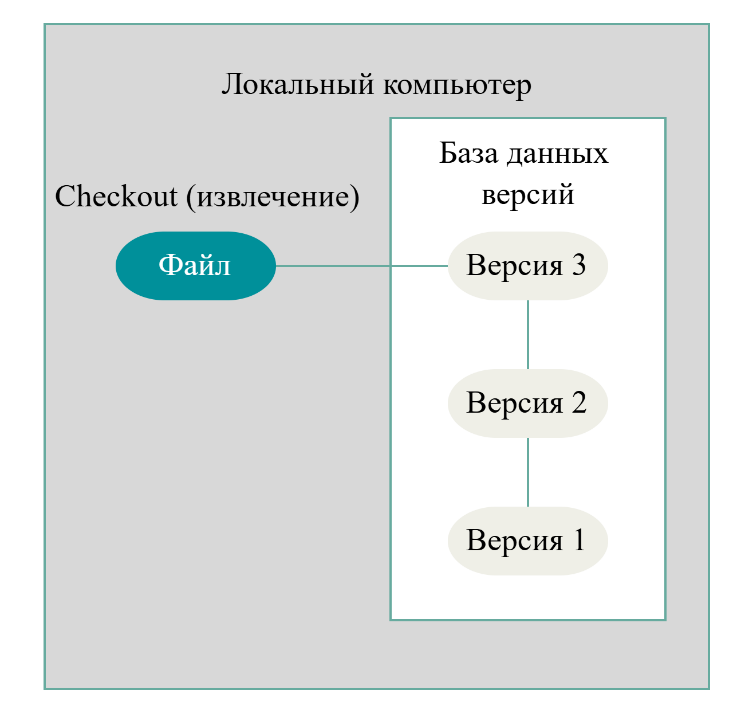 Локальный компьютер
Checkout (извлечение)
Файл
База данных
версий
Версия 3
Версия 2
Версия 1